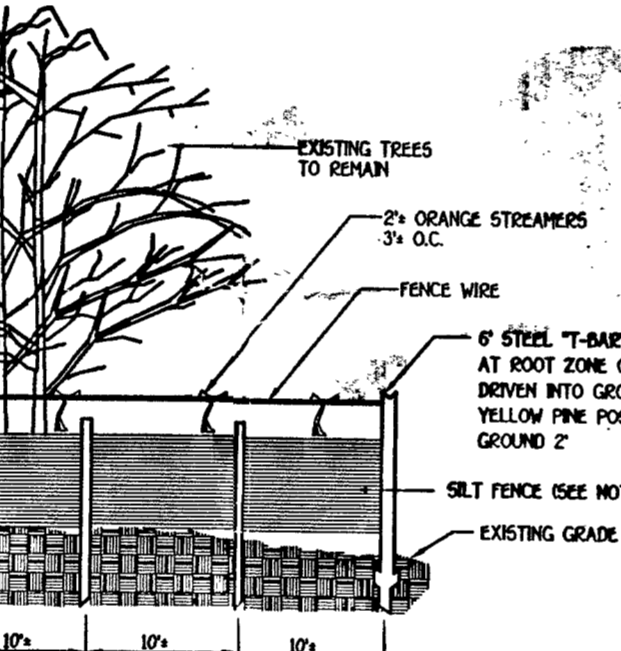 EXISTING TREES
TO REMAIN
2'± ORANGE STREAMERS
3'± O.C.
FENCE WIRE
6' STEEL "T-BAR
AT ROOT ZONE
DRIVEN INTO
YELLOW PINE
GROUND 2'
SILT FENCE (SEE
EXISTING GRADE
10'± 10'± 10'±